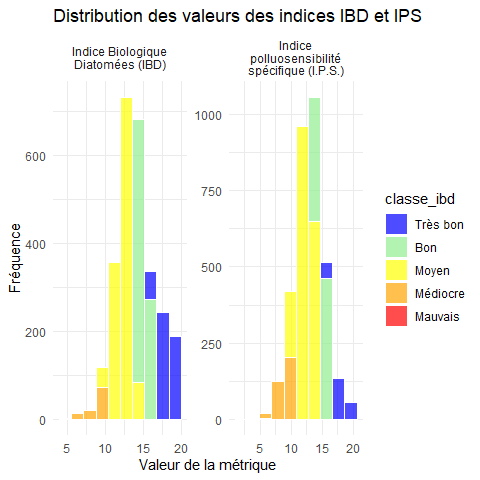 Distribution des valeurs des indices IBD et IPS
Indice Biologique
Diatomées (IBD)
Indice
polluosensibilité
spécifique (I.P.S.)
Fréquence
600
400
200
0
1000
750
500
250
0
5 10 15 20
5 10 15 20
Valeur de la métrique
classe_ibd
Très bon
Bon
Moyen
Médiocre
Mauvais